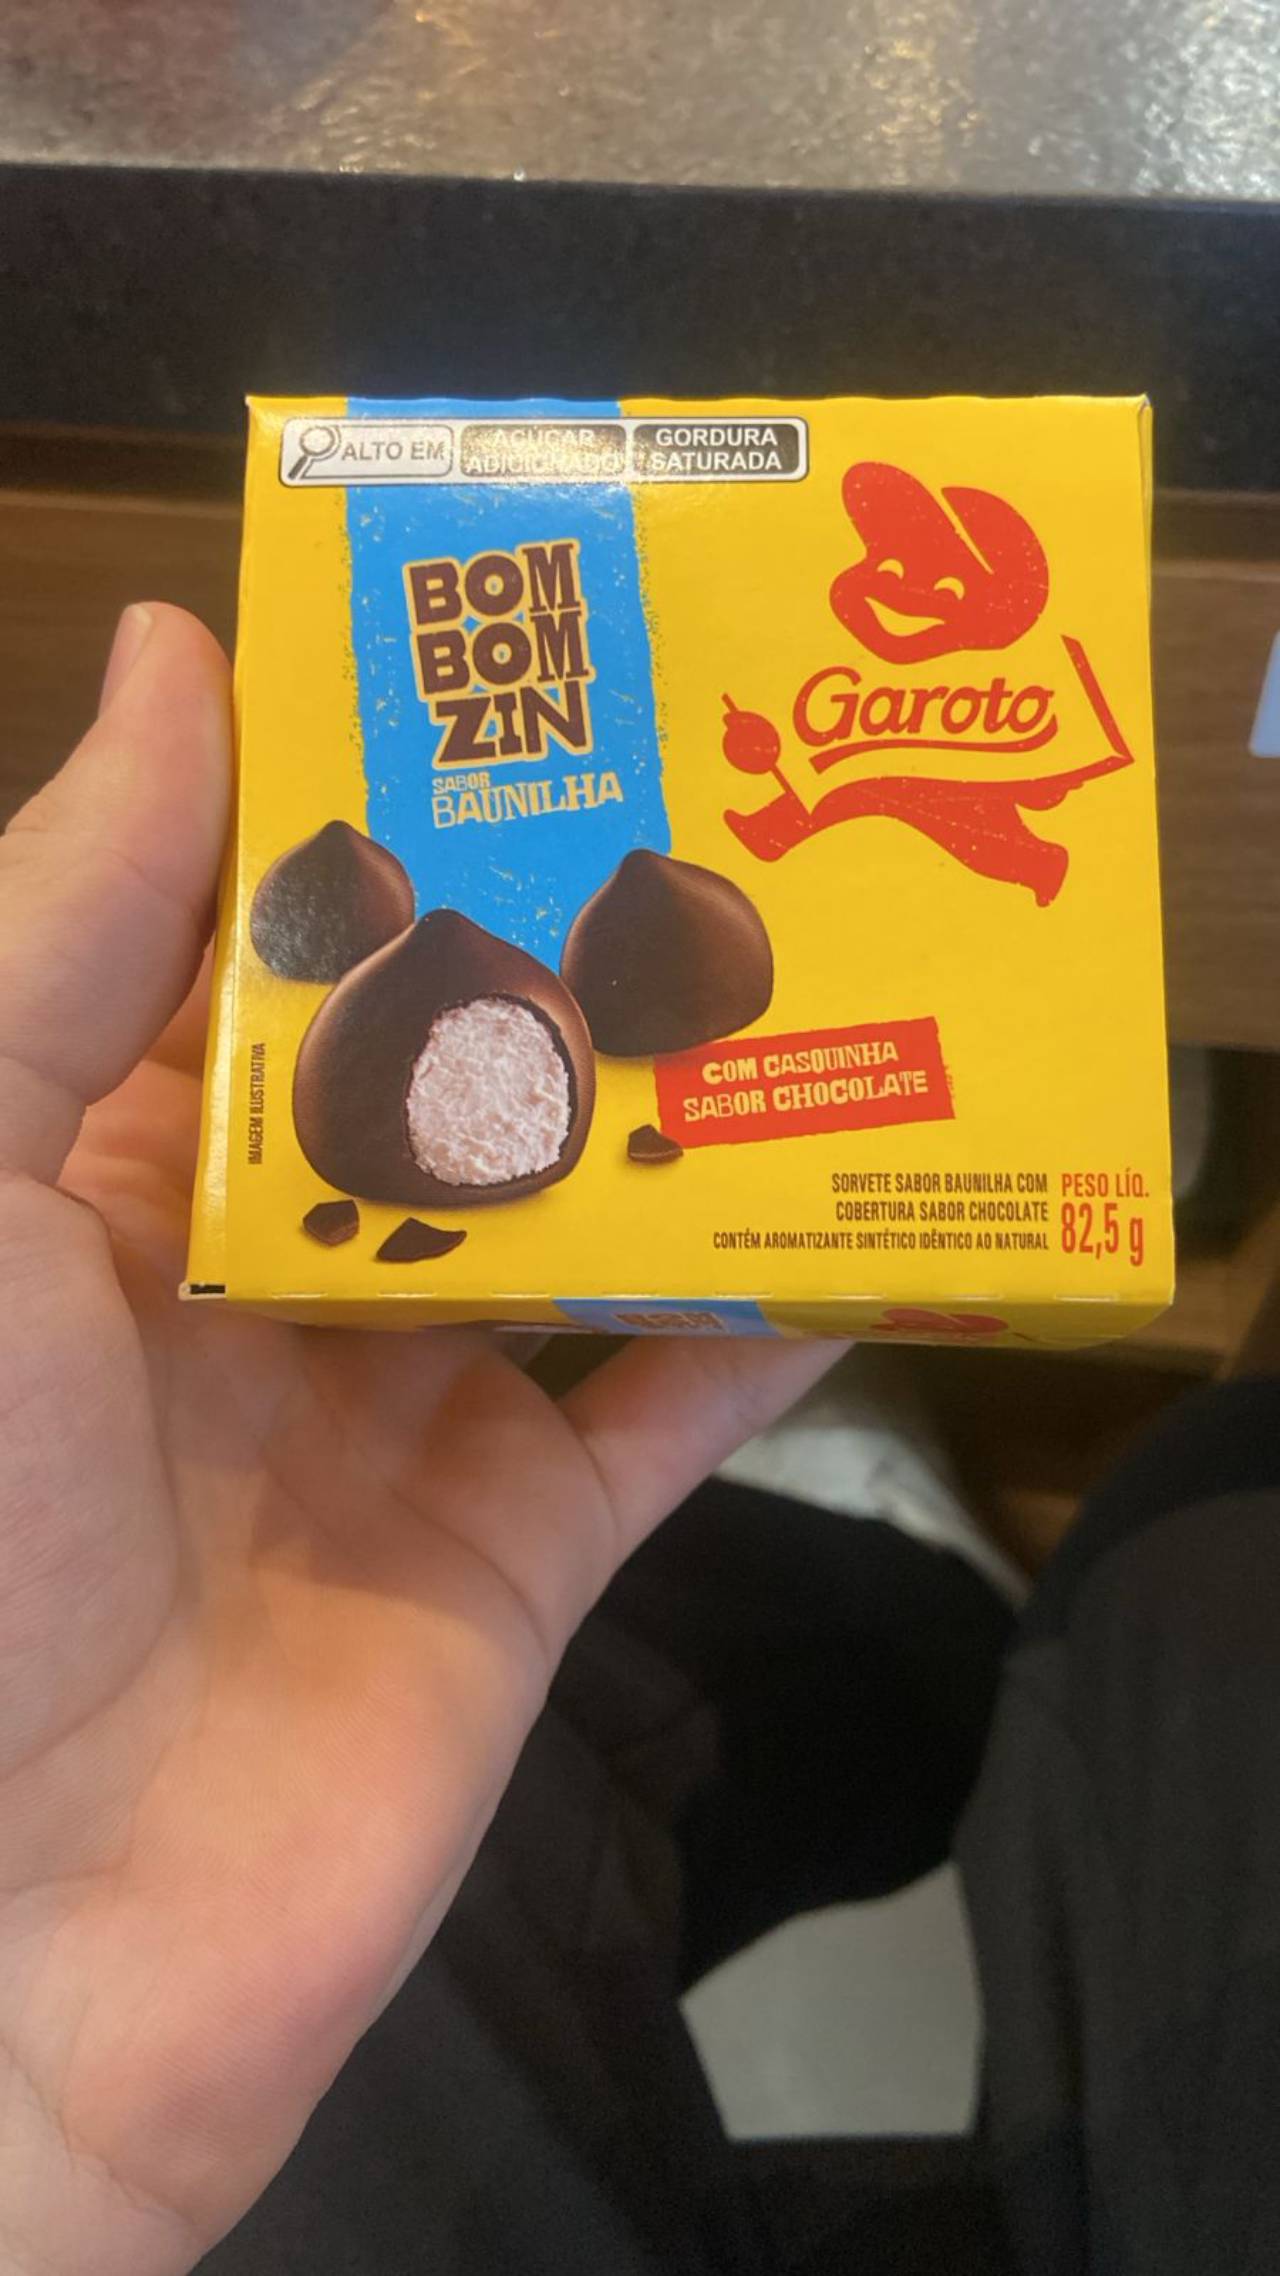 ALTO EM
AÇÚCAR
ADICIONADO
GORDURA
SATURADA
BOM
BOM
ZIN
SABOR
BAUNILHA
Garoto
COM CASQUINHA
SABOR CHOCOLATE
IMAGEM ILUSTRATIVA
SORVETE SABOR BAUNILHA COM
COBERTURA SABOR CHOCOLATE
CONTÉM AROMATIZANTE SINTÉTICO IDÊNTICO AO NATURAL
PESO LÍQ.
82,5 g